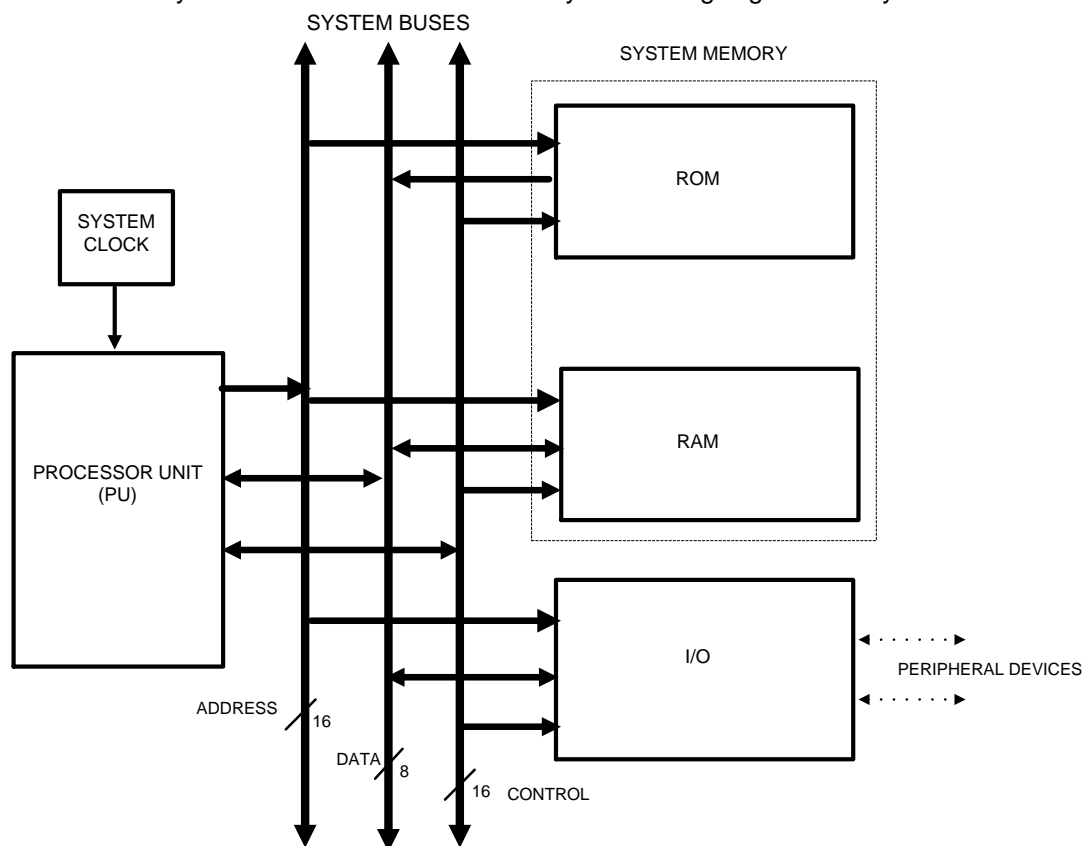 SYSTEM BUSES
SYSTEM MEMORY
ROM
SYSTEM
CLOCK
RAM
PROCESSOR UNIT
(PU)
I/O
PERIPHERAL DEVICES
ADDRESS
16
DATA
8
16
CONTROL